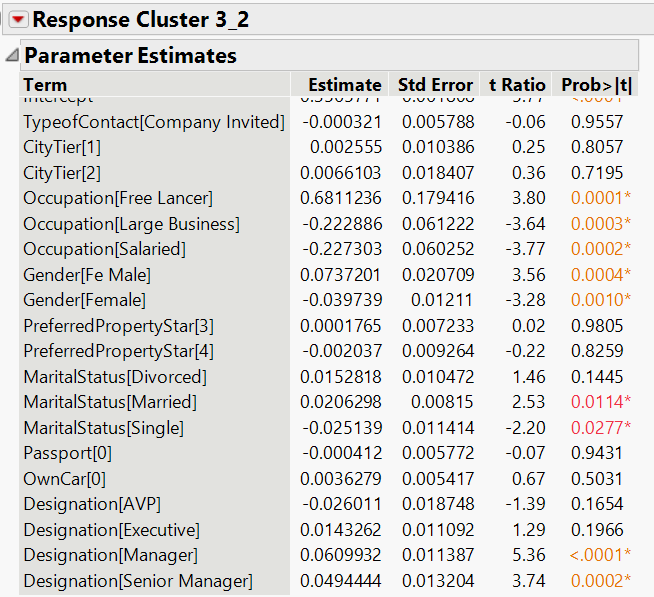 Response Cluster 3_2
Parameter Estimates
Term Estimate Std Error t Ratio Prob>|t|
Intercept <.0001*
TypeofContact[Company Invited] -0.000321 0.005788 -0.06 0.9557
CityTier[1] 0.002555 0.010386 0.25 0.8057
CityTier[2] 0.0066103 0.018407 0.36 0.7195
Occupation[Free Lancer] 0.6811236 0.179416 3.80 0.0001*
Occupation[Large Business] -0.222886 0.061222 -3.64 0.0003*
Occupation[Salaried] -0.227303 0.060252 -3.77 0.0002*
Gender[Fe Male] 0.0737201 0.020709 3.56 0.0004*
Gender[Female] -0.039739 0.01211 -3.28 0.0010*
PreferredPropertyStar[3] 0.0001765 0.007233 0.02 0.9805
PreferredPropertyStar[4] -0.002037 0.009264 -0.22 0.8259
MaritalStatus[Divorced] 0.0152818 0.010472 1.46 0.1445
MaritalStatus[Married] 0.0206298 0.00815 2.53 0.0114*
MaritalStatus[Single] -0.025139 0.011414 -2.20 0.0277*
Passport[0] -0.000412 0.005772 -0.07 0.9431
OwnCar[0] 0.0036279 0.005417 0.67 0.5031
Designation[AVP] -0.026011 0.018748 -1.39 0.1654
Designation[Executive] 0.0143262 0.011092 1.29 0.1966
Designation[Manager] 0.0609932 0.011387 5.36 <.0001*
Designation[Senior Manager] 0.0494444 0.013204 3.74 0.0002*